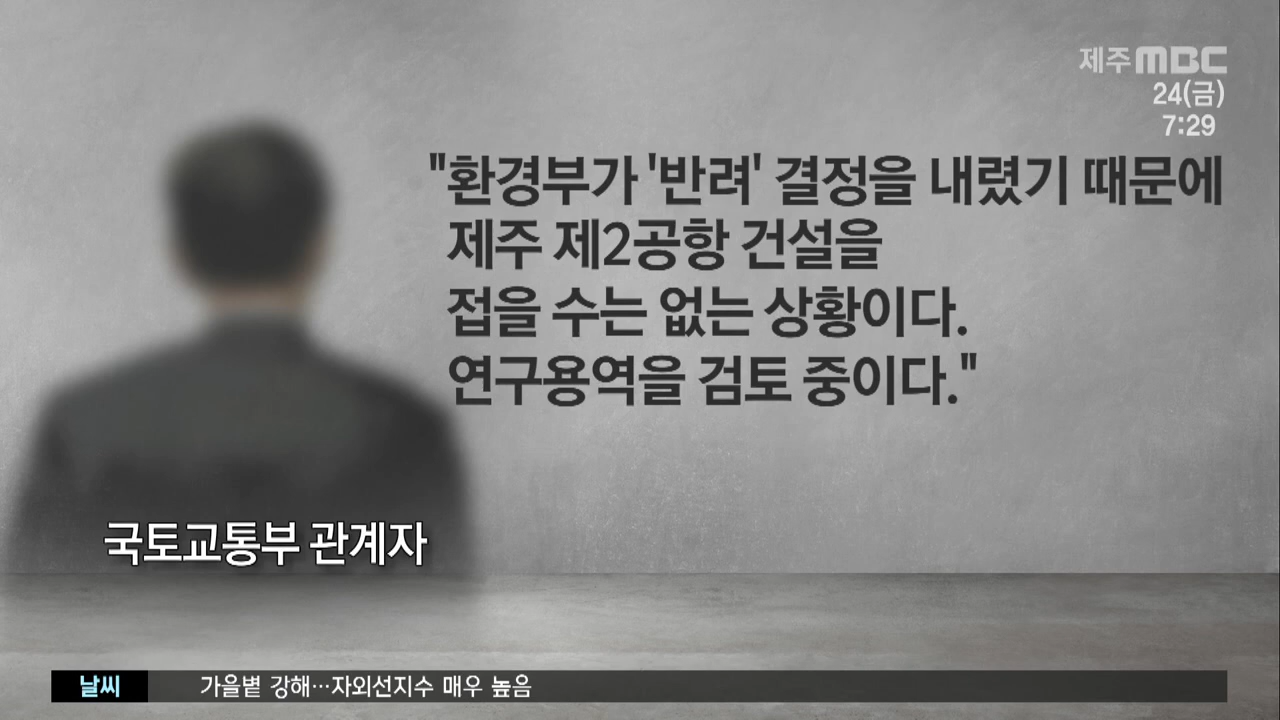 제주MBC
24(금)
7:29
"환경부가 '반려' 결정을 내렸기 때문에
제주 제2공항 건설을
접을 수는 없는 상황이다.
연구용역을 검토 중이다."
국토교통부 관계자
날씨 가을볕 강해…자외선지수 매우 높음